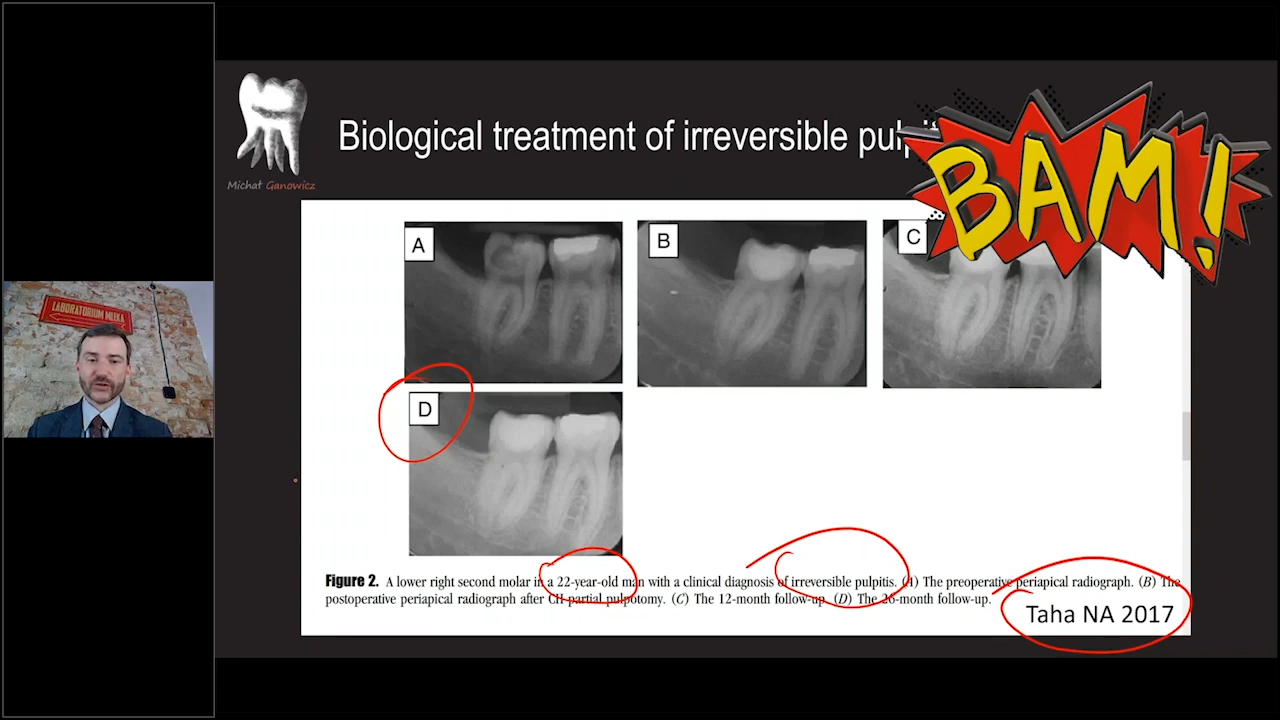 Biological treatment of irreversible
BAM!
Michał Ganowicz
A
B
C
LABORATORIUM MLEKA
D
Figure 2. A lower right second molar in a 22-year-old man with a clinical diagnosis of irreversible pulpitis. (A) The preoperative periapical radiograph. (B) The
postoperative periapical radiograph after CH partial pulpotomy. (C) The 12-month follow-up. (D) The 26-month follow-up.
Taha NA 2017